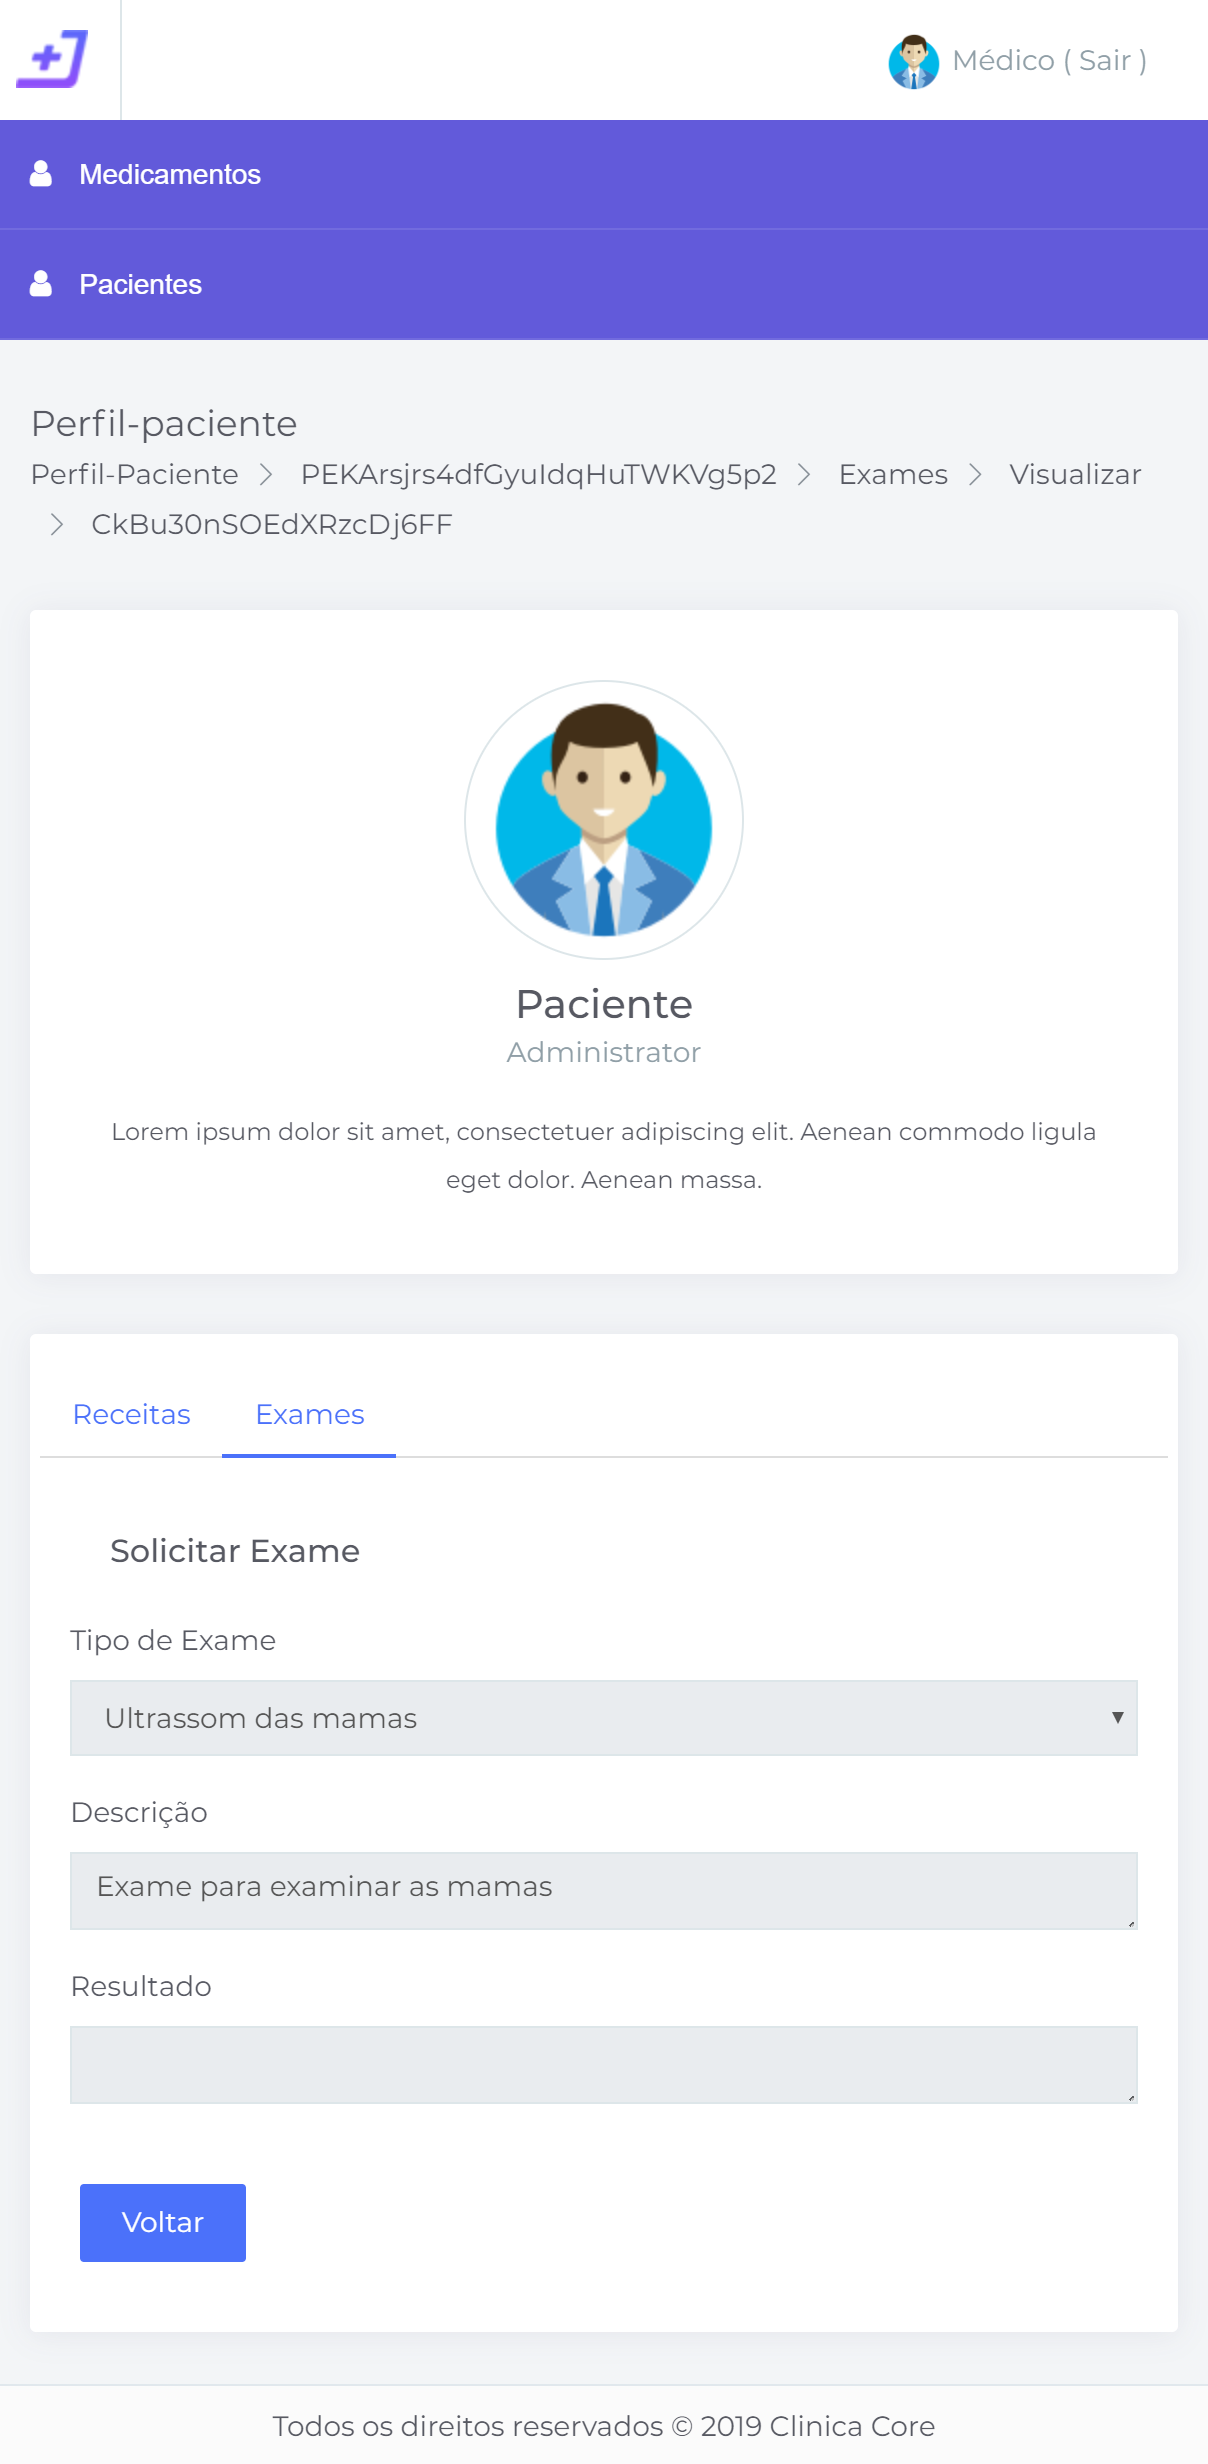 Médico ( Sair )
Medicamentos
Pacientes
Perfil-paciente
Perfil-Paciente > PEKArsjrs4dfGyuIdqHuTWKVg5p2 > Exames > Visualizar
> CkBu30nSOEdXRzcDj6FF
Paciente
Administrator
Lorem ipsum dolor sit amet, consectetuer adipiscing elit. Aenean commodo ligula
eget dolor. Aenean massa.
Receitas Exames
Solicitar Exame
Tipo de Exame
Ultrassom das mamas
Descrição
Exame para examinar as mamas
Resultado
Voltar
Todos os direitos reservados © 2019 Clinica Core